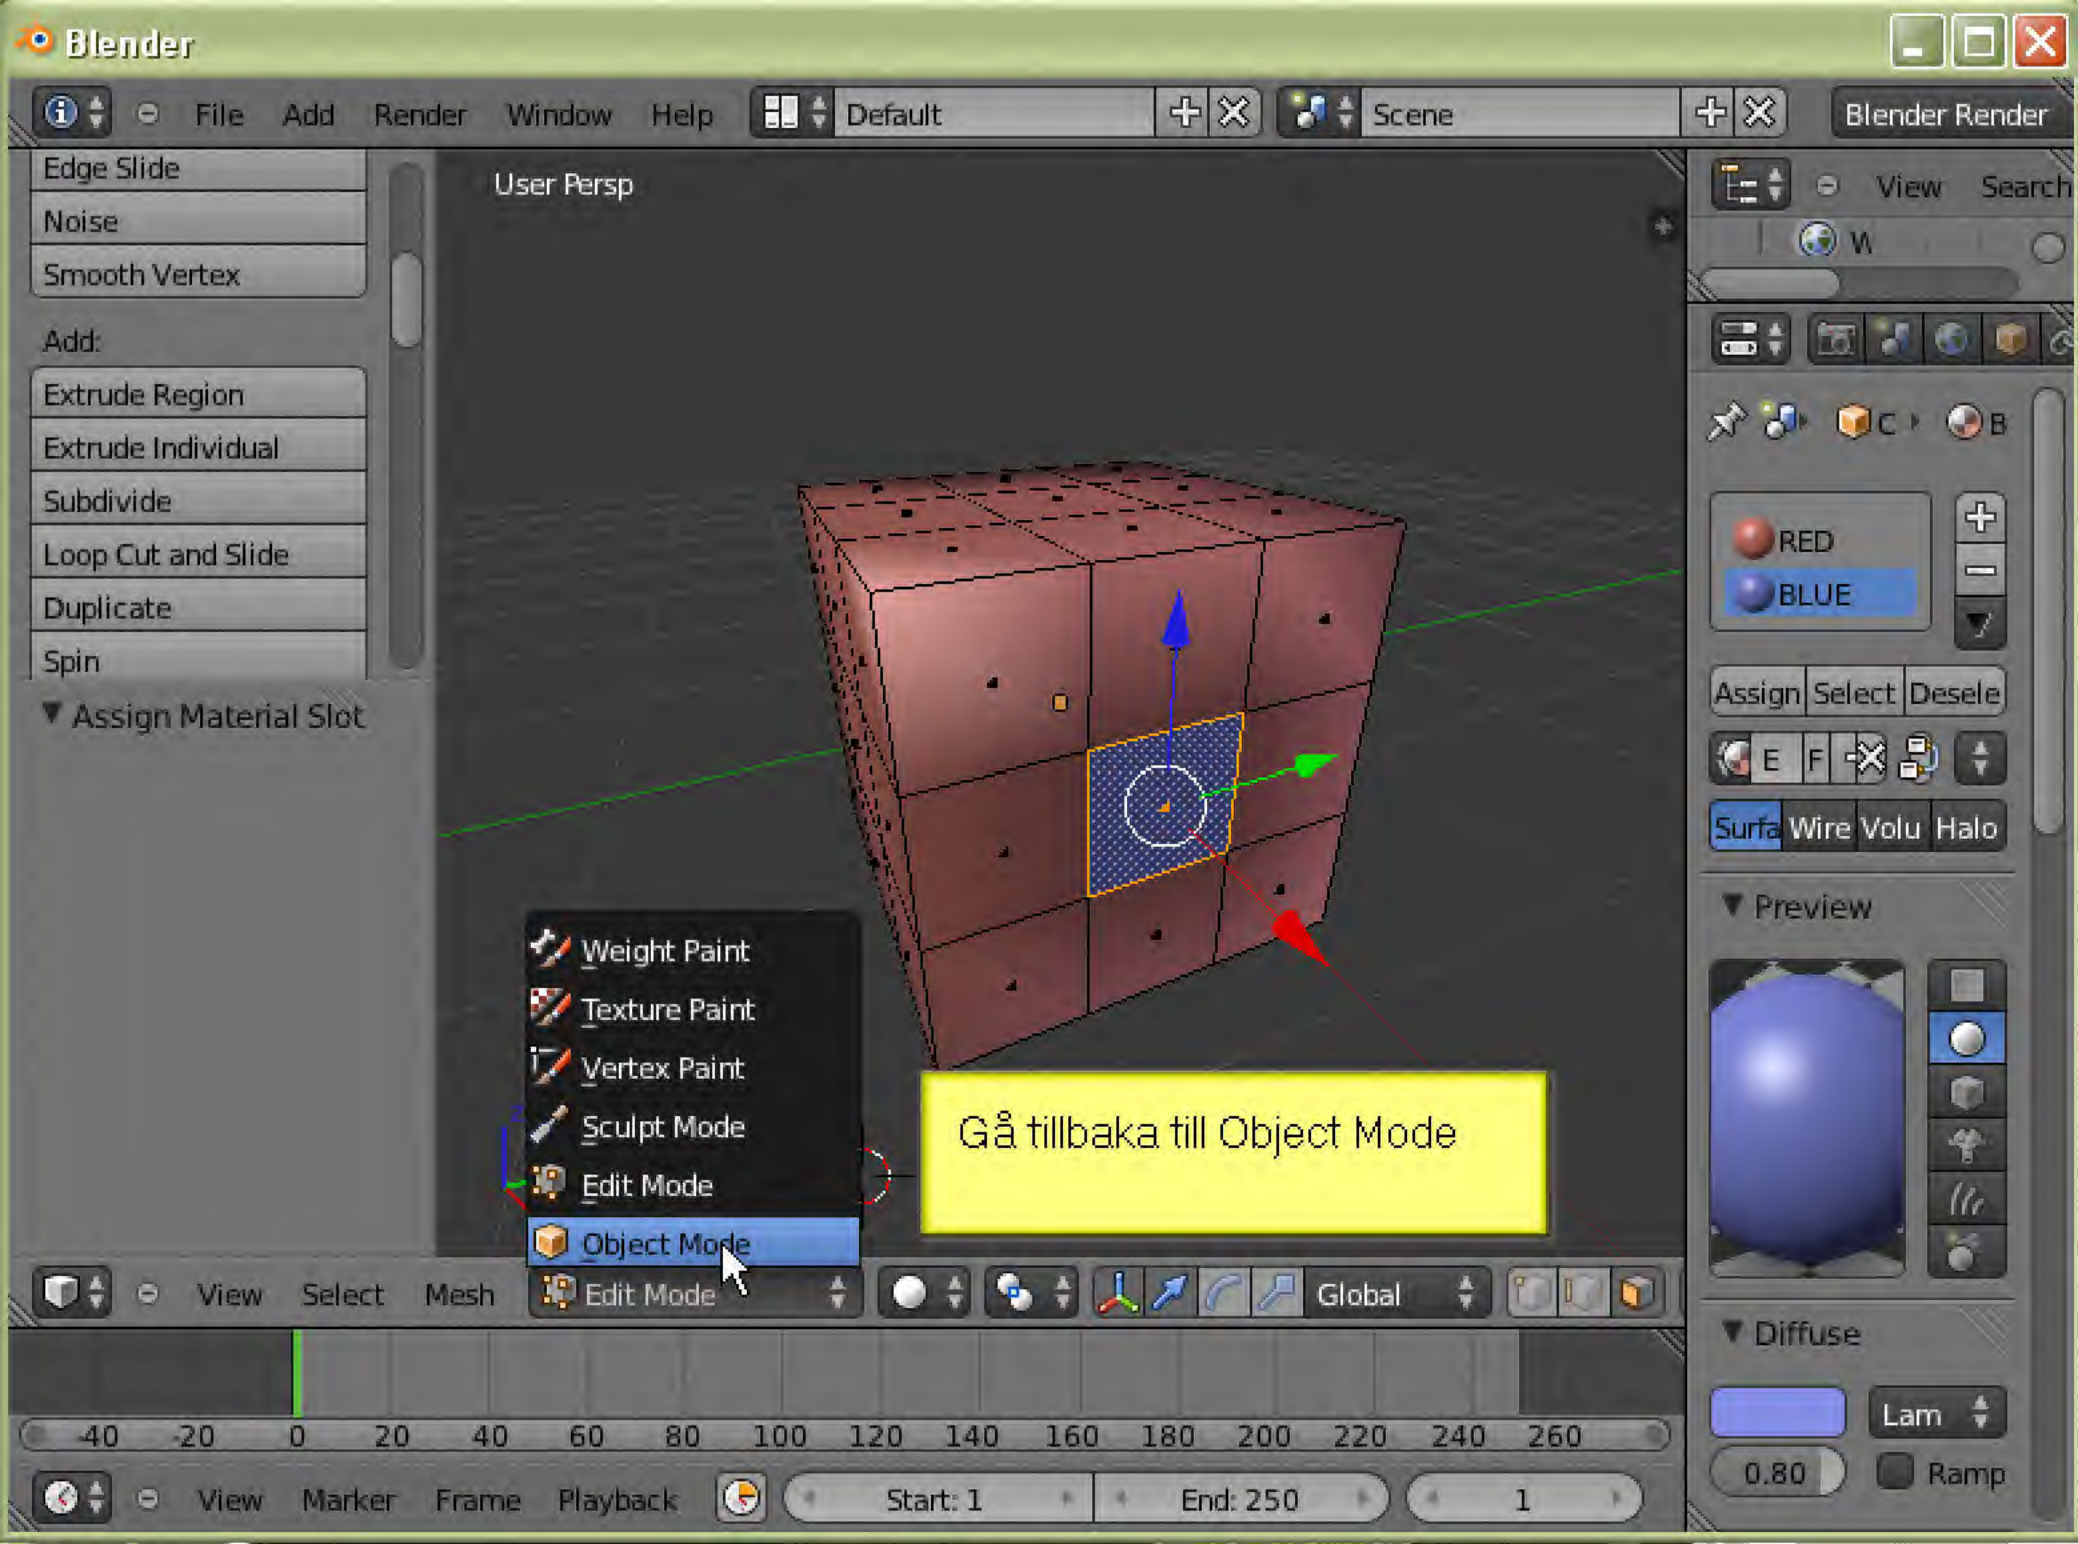 Blender
File Add Render Window Help Default Scene Blender Render
Edge Slide
Noise
Smooth Vertex
Add:
Extrude Region
Extrude Individual
Subdivide
Loop Cut and Slide
Duplicate
Spin
Assign Material Slot
User Persp
Weight Paint
Texture Paint
Vertex Paint
Sculpt Mode
Edit Mode
Object Mode
Gå tillbaka till Object Mode
View Select Mesh Edit Mode Global
View Search
W
C B
RED
BLUE
Assign Select Desele
E F
Surfa Wire Volu Halo
Preview
Diffuse
Lam
0.80 Ramp
-40 -20 0 20 40 60 80 100 120 140 160 180 200 220 240 260
View Marker Frame Playback Start: 1 End: 250 1